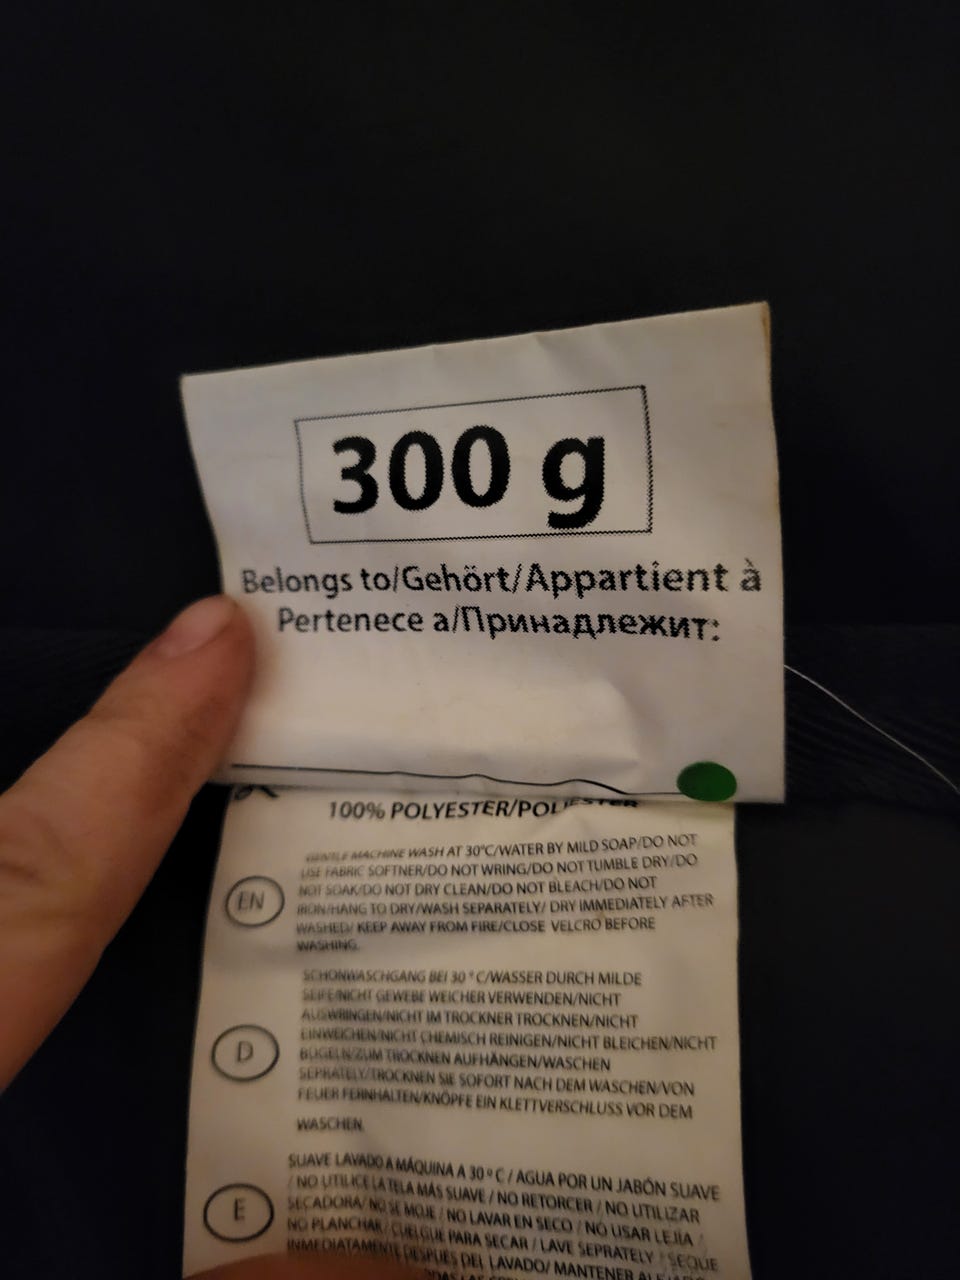 300 g
Belongs to/Gehört/Appartient à
Pertenece a/Принадлежит:
100% POLYESTER/POLIESTER
GENTLE MACHINE WASH AT 30°C/WATER BY MILD SOAP/DO NOT
USE FABRIC SOFTNER/DO NOT WRING/DO NOT TUMBLE DRY/DO
NOT SOAK/DO NOT DRY CLEAN/DO NOT BLEACH/DO NOT
IRON/HANG TO DRY/WASH SEPARATELY/ DRY IMMEDIATELY AFTER
WASHED/ KEEP AWAY FROM FIRE/CLOSE VELCRO BEFORE
WASHING.
EN
SCHONWASCHGANG BEI 30 °C/WASSER DURCH MILDE
SEIFE/NICHT GEWEBE WEICHER VERWENDEN/NICHT
AUSWRINGEN/NICHT IM TROCKNER TROCKNEN/NICHT
EINWEICHEN/NICHT CHEMISCH REINIGEN/NICHT BLEICHEN/NICHT
BÜGELN/ZUM TROCKNEN AUFHÄNGEN/WASCHEN
SEPRATELY/TROCKNEN SIE SOFORT NACH DEM WASCHEN/VON
FEUER FERNHALTEN/KNÖPFE EIN KLETTVERSCHLUSS VOR DEM
WASCHEN.
D
SUAVE LAVADO A MÁQUINA A 30 º C / AGUA POR UN JABÓN SUAVE
/ NO UTILICE LA TELA MÁS SUAVE / NO RETORCER / NO UTILIZAR
SECADORA/ NO SE MOJE / NO LAVAR EN SECO / NO USAR LEJÍA /
NO PLANCHAR / CUELGUE PARA SECAR / LAVE SEPRATELY / SEQUE
INMEDIATAMENTE DESPUÉS DEL LAVADO/ MANTENER
E